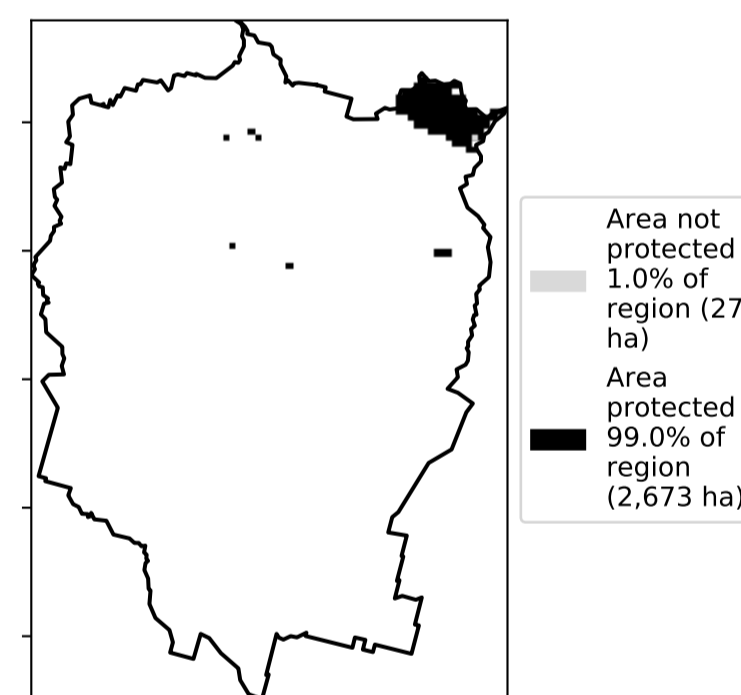 Area not
protected
1.0% of
region (27
ha)
Area
protected
99.0% of
region
(2,673 ha)